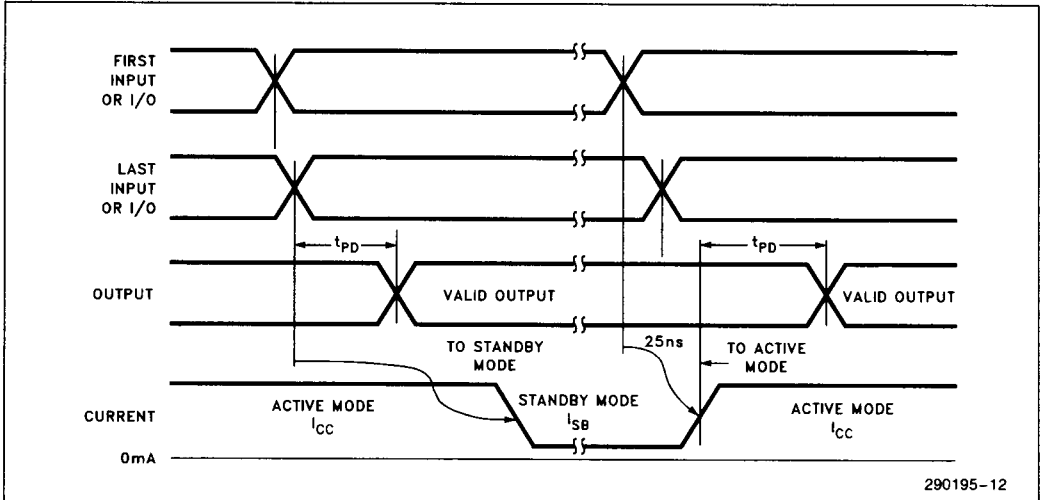 FIRST
INPUT
OR I/O
LAST
INPUT
OR I/O
tPD
tPD
OUTPUT
VALID OUTPUT
VALID OUTPUT
TO STANDBY
MODE
25ns
TO ACTIVE
MODE
CURRENT
ACTIVE MODE
ICC
STANDBY MODE
ISB
ACTIVE MODE
ICC
0mA
290195-12